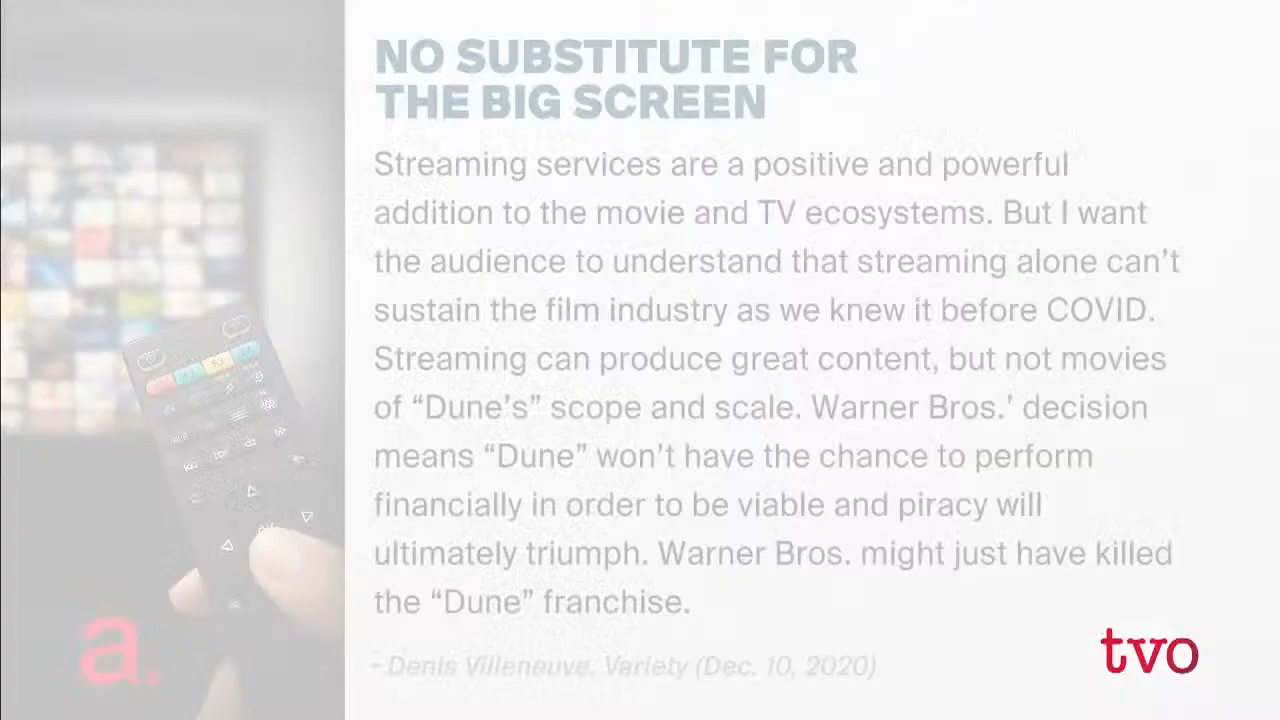 NO SUBSTITUTE FOR
THE BIG SCREEN
Streaming services are a positive and powerful
addition to the movie and TV ecosystems. But I want
the audience to understand that streaming alone can’t
sustain the film industry as we knew it before COVID.
Streaming can produce great content, but not movies
of “Dune’s” scope and scale. Warner Bros.’ decision
means “Dune” won’t have the chance to perform
financially in order to be viable and piracy will
ultimately triumph. Warner Bros. might just have killed
the “Dune” franchise.
– Denis Villeneuve, Variety (Dec. 10, 2020)
a.
tvo